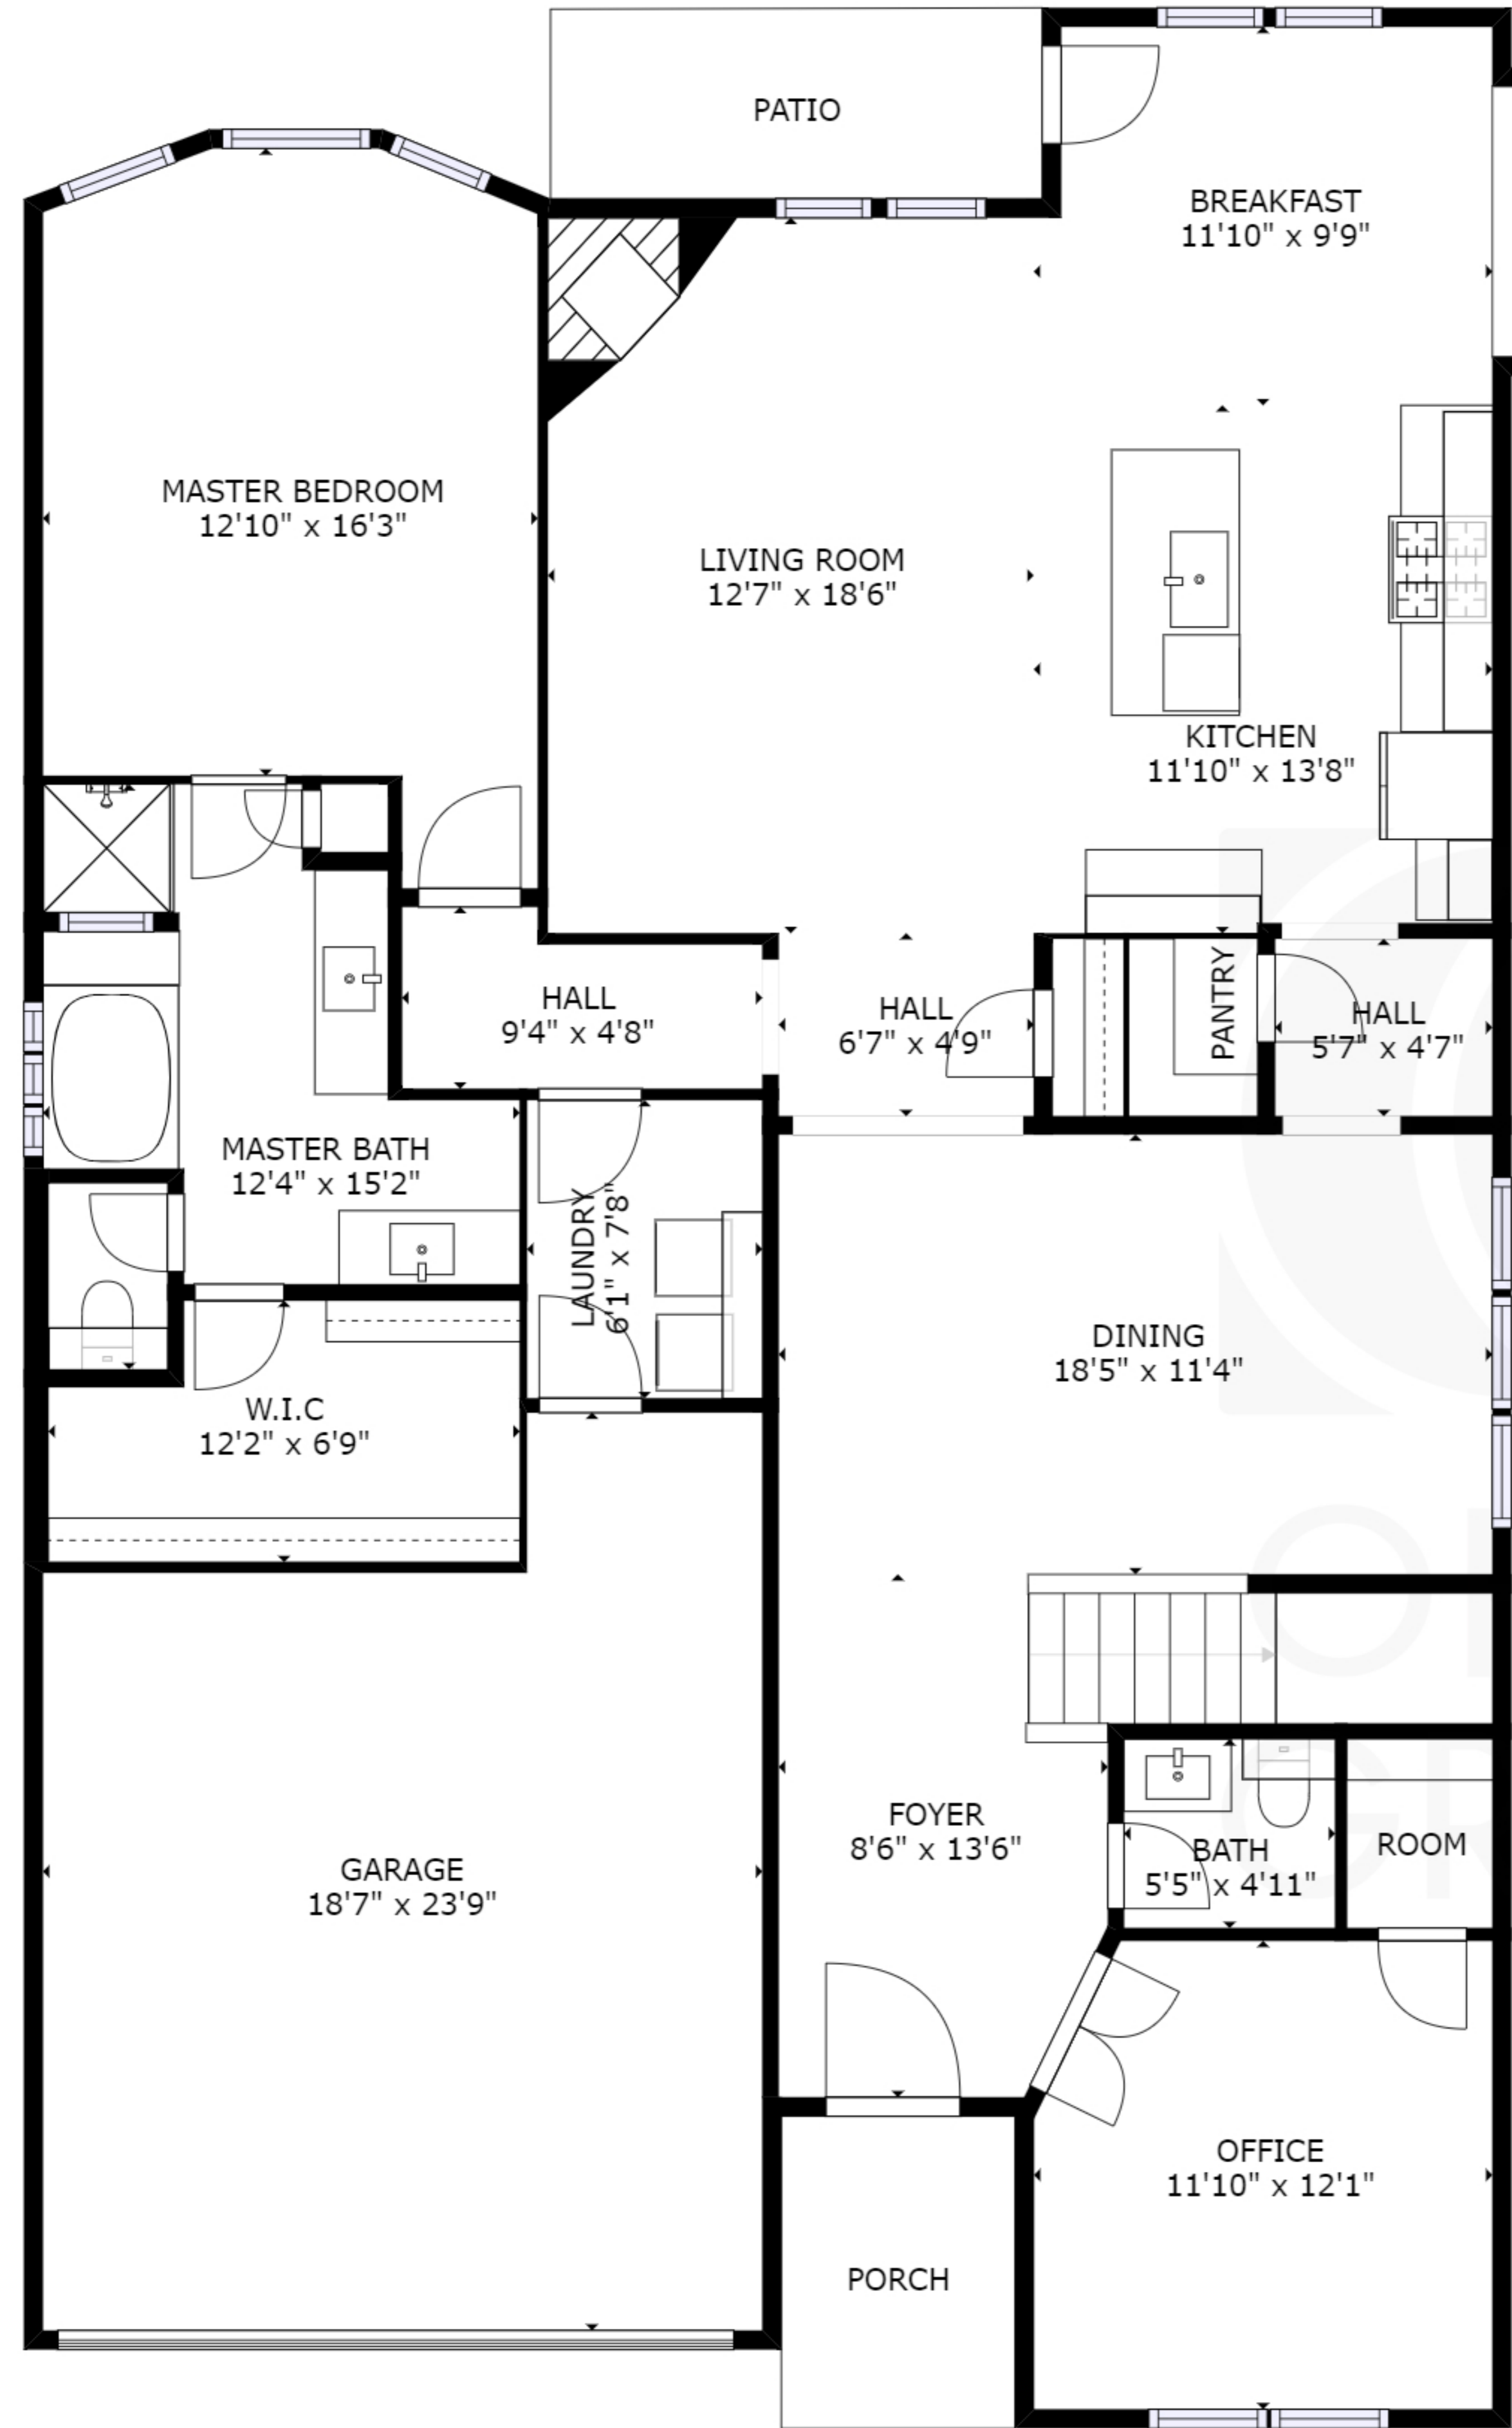 PATIO
BREAKFAST
11'10" x 9'9"
MASTER BEDROOM
12'10" x 16'3"
LIVING ROOM
12'7" x 18'6"
KITCHEN
11'10" x 13'8"
HALL
9'4" x 4'8"
HALL
6'7" x 4'9"
PANTRY
HALL
5'7" x 4'7"
MASTER BATH
12'4" x 15'2"
LAUNDRY
6'1" x 7'8"
DINING
18'5" x 11'4"
W.I.C
12'2" x 6'9"
FOYER
8'6" x 13'6"
BATH
5'5" x 4'11"
ROOM
GARAGE
18'7" x 23'9"
OFFICE
11'10" x 12'1"
PORCH